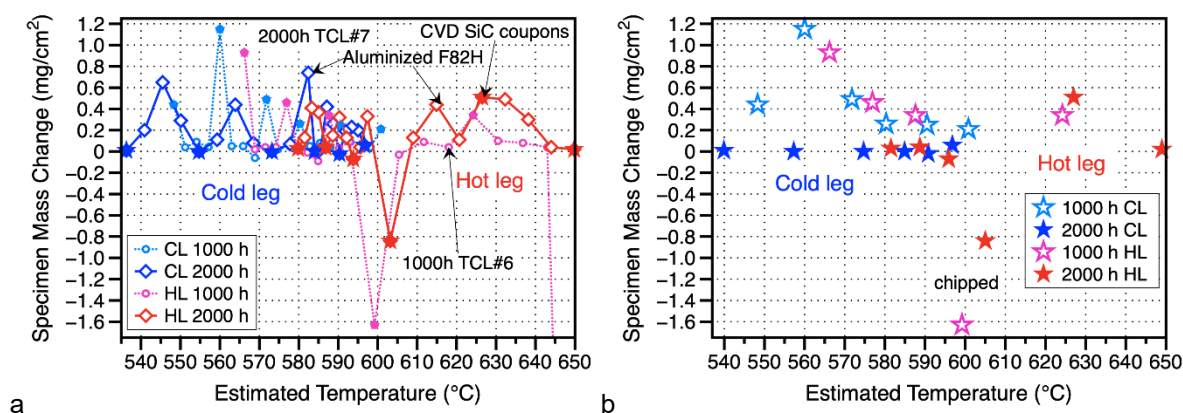 Specimen Mass Change (mg/cm²)
1.2
1.0
0.8
0.6
0.4
0.2
0
−0.2
−0.4
−0.6
−0.8
−1.0
−1.2
−1.4
−1.6
2000h TCL#7
CVD SiC coupons
Aluminized F82H
Cold leg
Hot leg
1000h TCL#6
CL 1000 h
CL 2000 h
HL 1000 h
HL 2000 h
540 550 560 570 580 590 600 610 620 630 640 650
Estimated Temperature (°C)
a
Specimen Mass Change (mg/cm²)
1.2
1.0
0.8
0.6
0.4
0.2
0
−0.2
−0.4
−0.6
−0.8
−1.0
−1.2
−1.4
−1.6
Cold leg
Hot leg
1000 h CL
2000 h CL
1000 h HL
2000 h HL
chipped
540 550 560 570 580 590 600 610 620 630 640 650
Estimated Temperature (°C)
b